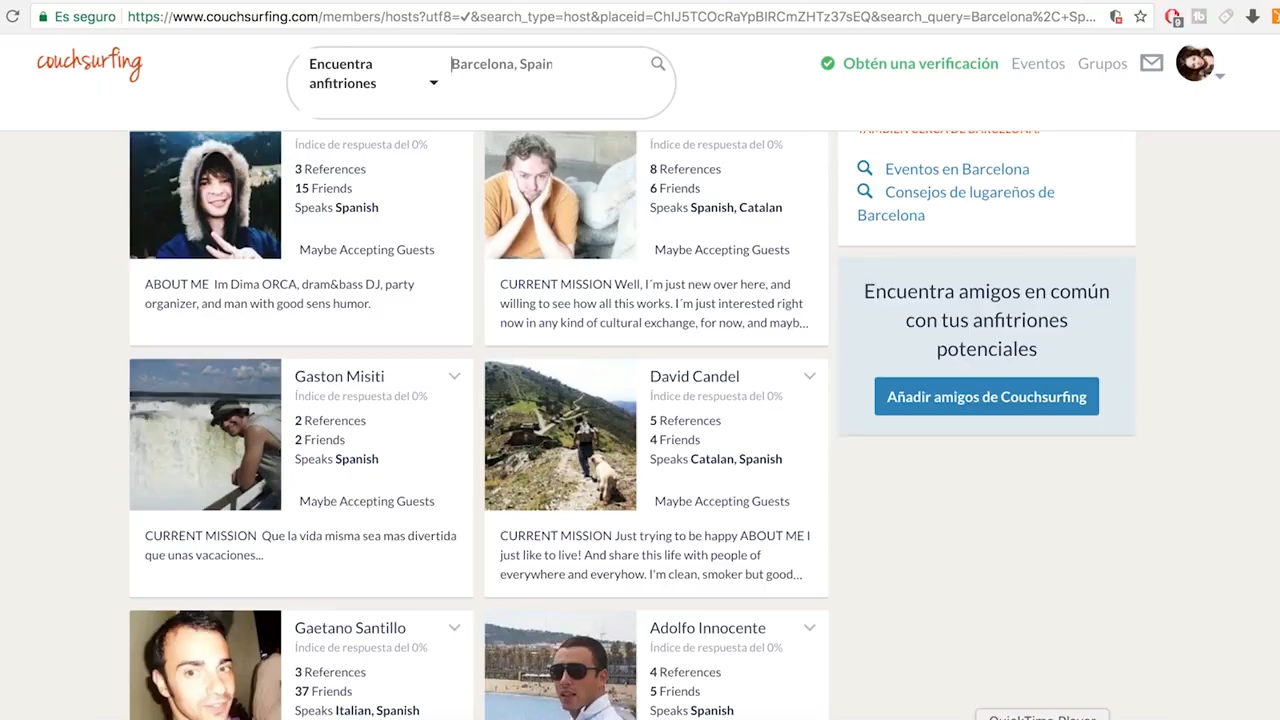 Es seguro
https://www.couchsurfing.com/members/hosts?utf8=✓&search_type=host&placeid=ChIJ5TCOcRaYpBIRCmZHTz37sEQ&search_query=Barcelona%2C+Sp...
9
couchsurfing
Encuentra
anfitriones
Barcelona, Spain
Obtén una verificación
Eventos
Grupos
Índice de respuesta del 0%
3 References
15 Friends
Speaks Spanish
Maybe Accepting Guests
ABOUT ME Im Dima ORCA, dram&bass DJ, party
organizer, and man with good sens humor.
Índice de respuesta del 0%
8 References
6 Friends
Speaks Spanish, Catalan
Maybe Accepting Guests
CURRENT MISSION Well, I´m just new over here, and
willing to see how all this works. I´m just interested right
now in any kind of cultural exchange, for now, and mayb...
TAMBIÉN CERCA DE BARCELONA:
Eventos en Barcelona
Consejos de lugareños de
Barcelona
Encuentra amigos en común
con tus anfitriones
potenciales
Añadir amigos de Couchsurfing
Gaston Misiti
Índice de respuesta del 0%
2 References
2 Friends
Speaks Spanish
Maybe Accepting Guests
CURRENT MISSION Que la vida misma sea mas divertida
que unas vacaciones...
David Candel
Índice de respuesta del 0%
5 References
4 Friends
Speaks Catalan, Spanish
Maybe Accepting Guests
CURRENT MISSION Just trying to be happy ABOUT ME I
just like to live! And share this life with people of
everywhere and everyhow. I'm clean, smoker but good...
Gaetano Santillo
Índice de respuesta del 0%
3 References
37 Friends
Speaks Italian, Spanish
Adolfo Innocente
Índice de respuesta del 0%
4 References
5 Friends
Speaks Spanish
QuickTime Player